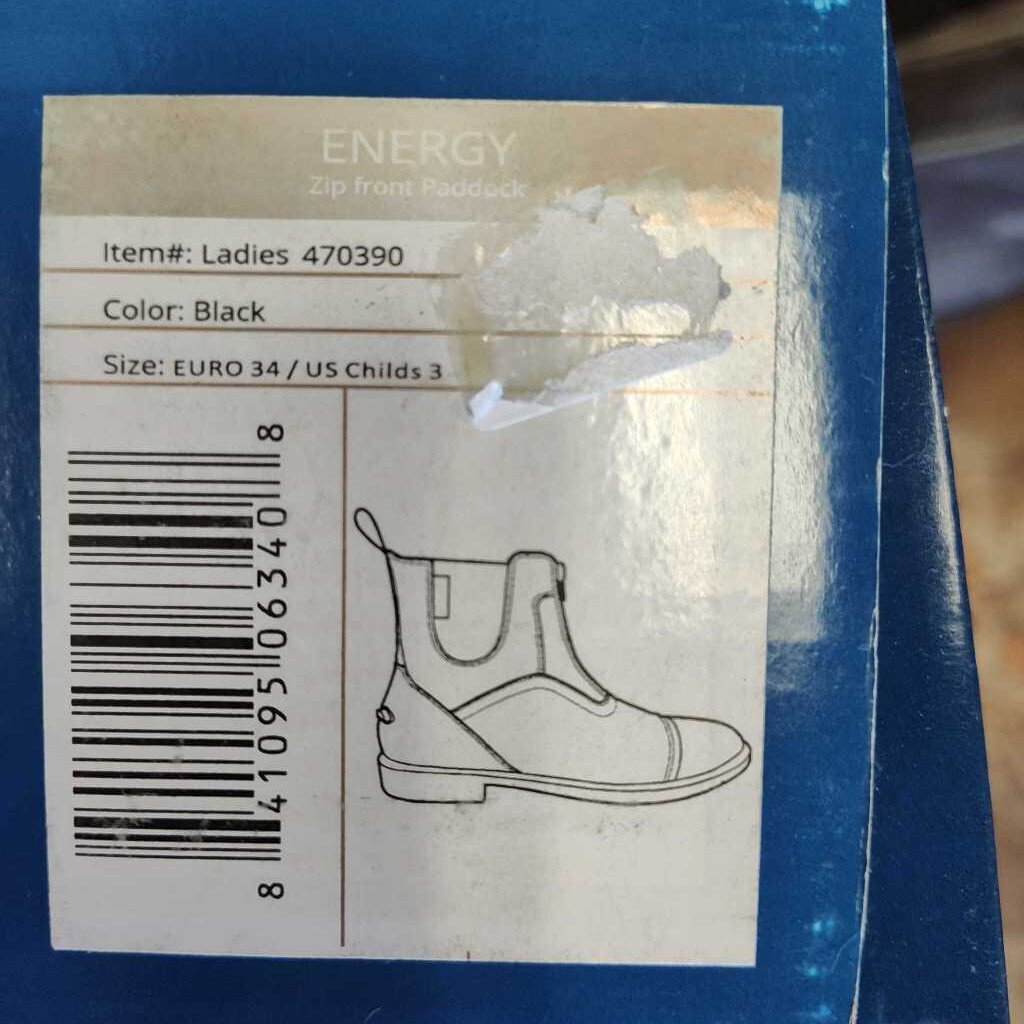 ENERGY
Zip front Paddock
Item#: Ladies 470390
Color: Black
Size: EURO 34 / US Childs 3
8 41095 06340 8